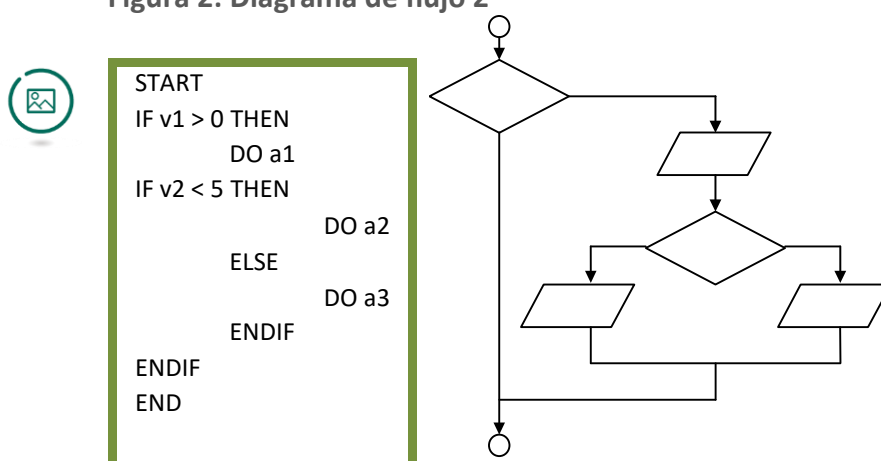 Figura 2: Diagrama de flujo 2
START
IF v1 > 0 THEN
DO a1
IF v2 < 5 THEN
DO a2
ELSE
DO a3
ENDIF
ENDIF
END